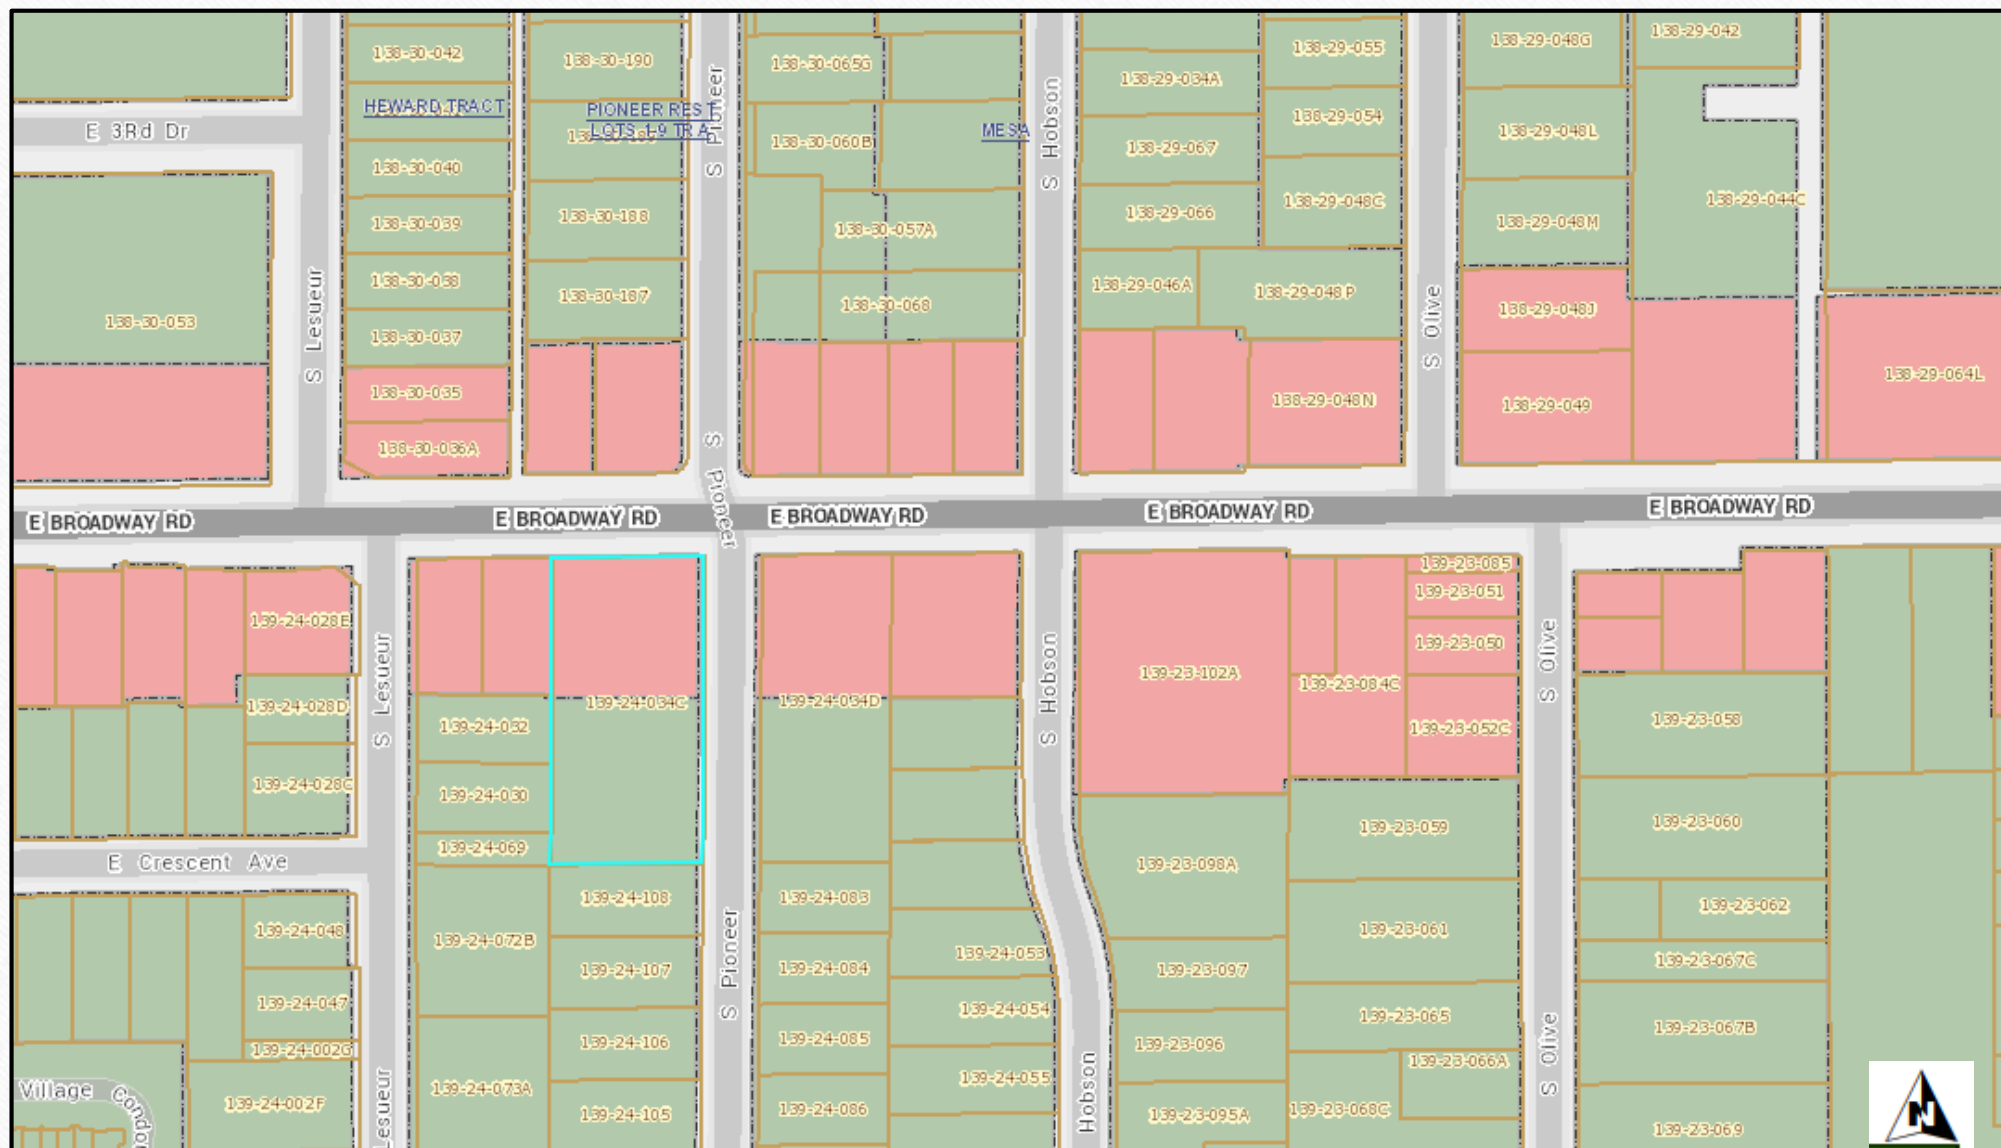 138-30-042
138-30-190
138-30-065G
138-29-034A
138-29-055
138-29-048G
138-29-042
HEWARD TRACT
PIONEER RES T
LOTS 1-9 TR A
MESA
E 3Rd Dr
138-30-040
138-30-060B
138-29-067
138-29-054
138-29-048L
S Pioneer
S Hobson
138-30-039
138-30-188
138-30-057A
138-29-066
138-29-048C
138-29-048M
138-29-044C
138-30-053
138-30-038
138-30-187
138-30-068
138-29-046A
138-29-048P
138-29-048J
S Lesueur
138-30-037
S Olive
138-30-035
138-29-048N
138-29-049
138-29-064L
138-30-036A
S Pioneer
E BROADWAY RD
E BROADWAY RD
E BROADWAY RD
E BROADWAY RD
E BROADWAY RD
139-23-085
139-23-051
139-24-028E
139-23-050
139-23-102A
139-23-084C
S Lesueur
S Hobson
S Olive
139-24-028D
139-24-032
139-24-034C
139-24-034D
139-23-052C
139-23-058
139-24-028C
139-24-030
139-23-059
139-23-060
139-24-069
E Crescent Ave
139-23-098A
139-24-108
139-24-083
139-23-062
139-24-048
139-24-072B
139-24-053
139-23-061
139-24-107
139-24-084
139-23-097
139-23-067C
S Pioneer
139-24-047
139-24-054
139-23-065
139-23-067B
139-24-002G
139-24-106
139-24-085
139-23-096
139-23-066A
S Olive
Village Condo
139-24-002F
139-24-073A
139-24-105
139-24-055
139-24-086
139-23-095A
139-23-068C
139-23-069
Lesueur
Hobson
N